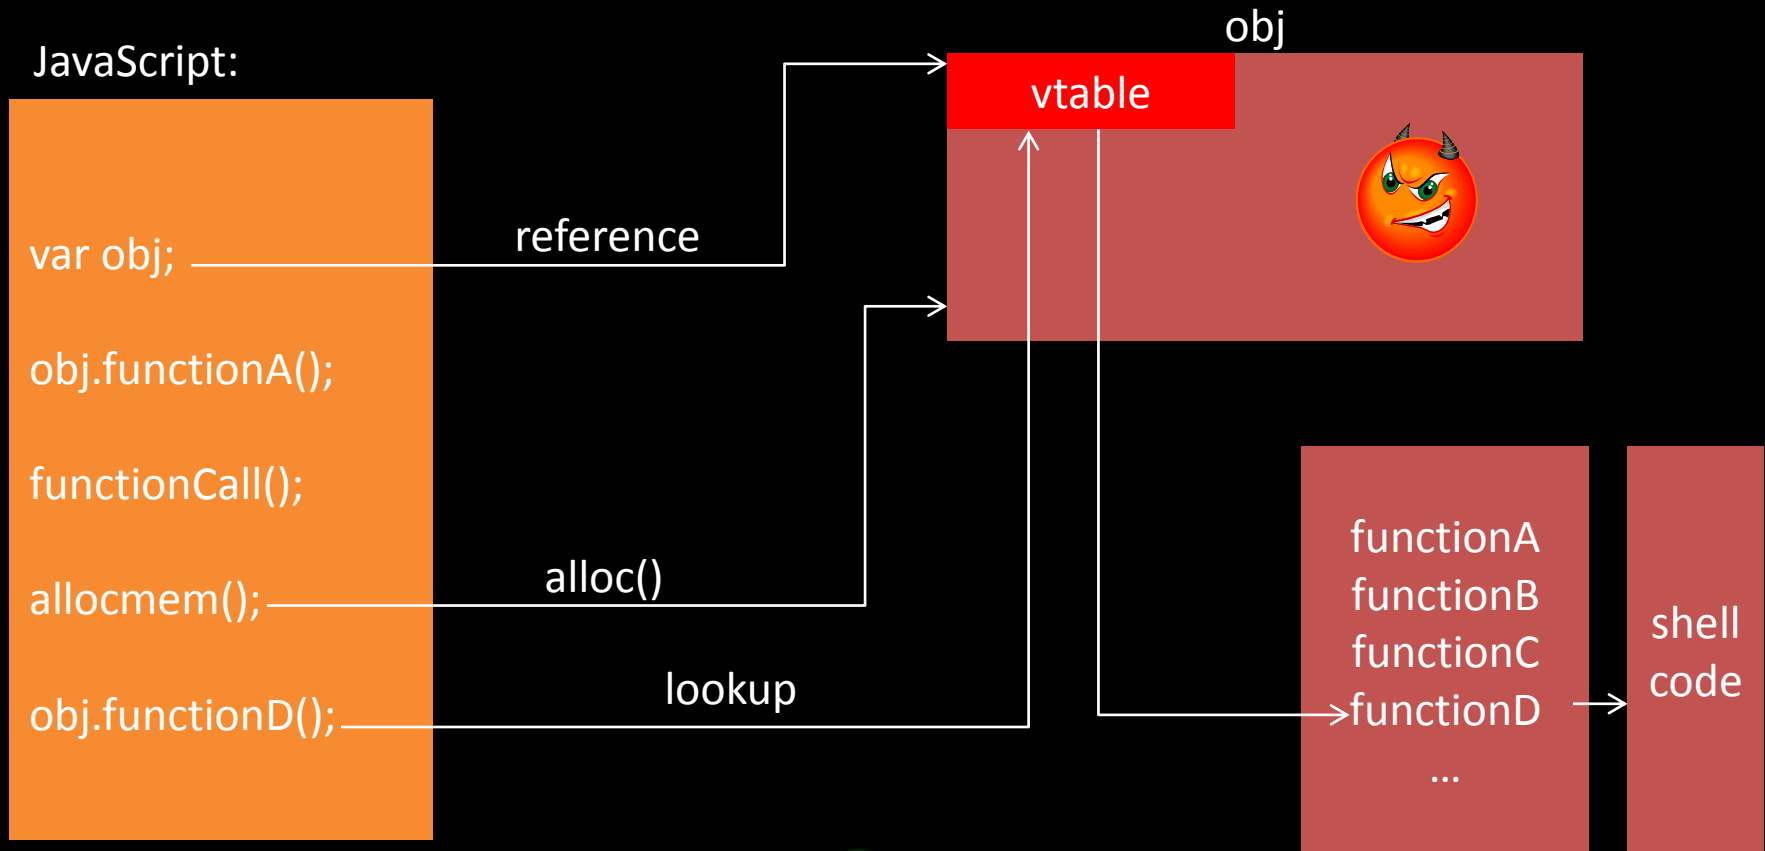 JavaScript:
var obj;
obj.functionA();
functionCall();
allocmem();
obj.functionD();
reference
alloc()
lookup
obj
vtable
functionA
functionB
functionC
functionD
...
shell
code